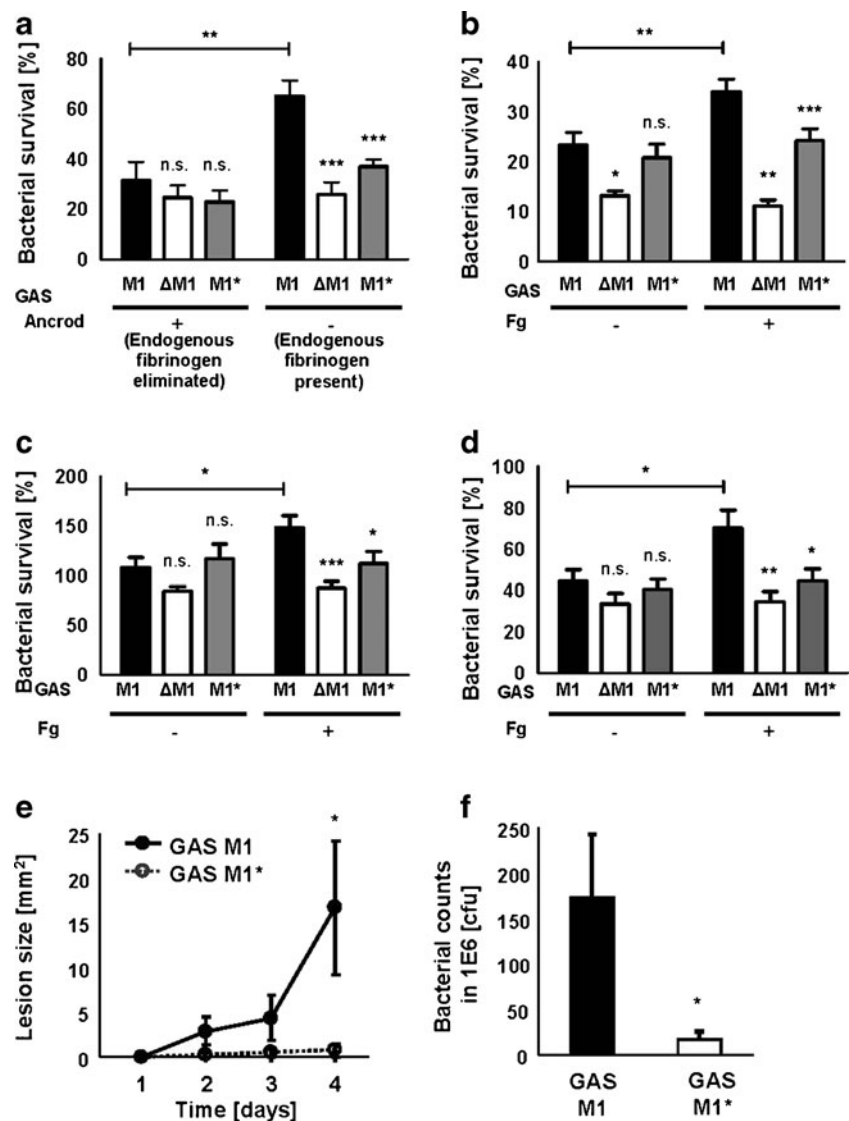 a
**
Bacterial survival [%]
80
60
40
20
0
n.s.
n.s.
***
***
M1 ΔM1 M1* M1 ΔM1 M1*
GAS
Ancrod + -
(Endogenous fibrinogen eliminated)
(Endogenous fibrinogen present)
b
**
Bacterial survival [%]
40
30
20
10
0
*
n.s.
**
***
M1 ΔM1 M1* M1 ΔM1 M1*
GAS
Fg - +
c
*
Bacterial survival [%]
200
150
100
50
0
n.s.
n.s.
***
*
GAS M1 ΔM1 M1* M1 ΔM1 M1*
Fg - +
d
*
Bacterial survival [%]
100
80
60
40
20
0
n.s.
n.s.
**
*
GAS M1 ΔM1 M1* M1 ΔM1 M1*
Fg - +
e
Lesion size [mm²]
25
20
15
10
5
0
GAS M1
GAS M1*
*
1 2 3 4
Time [days]
f
Bacterial counts
in 1E6 [cfu]
250
200
150
100
50
0
*
GAS M1
GAS M1*